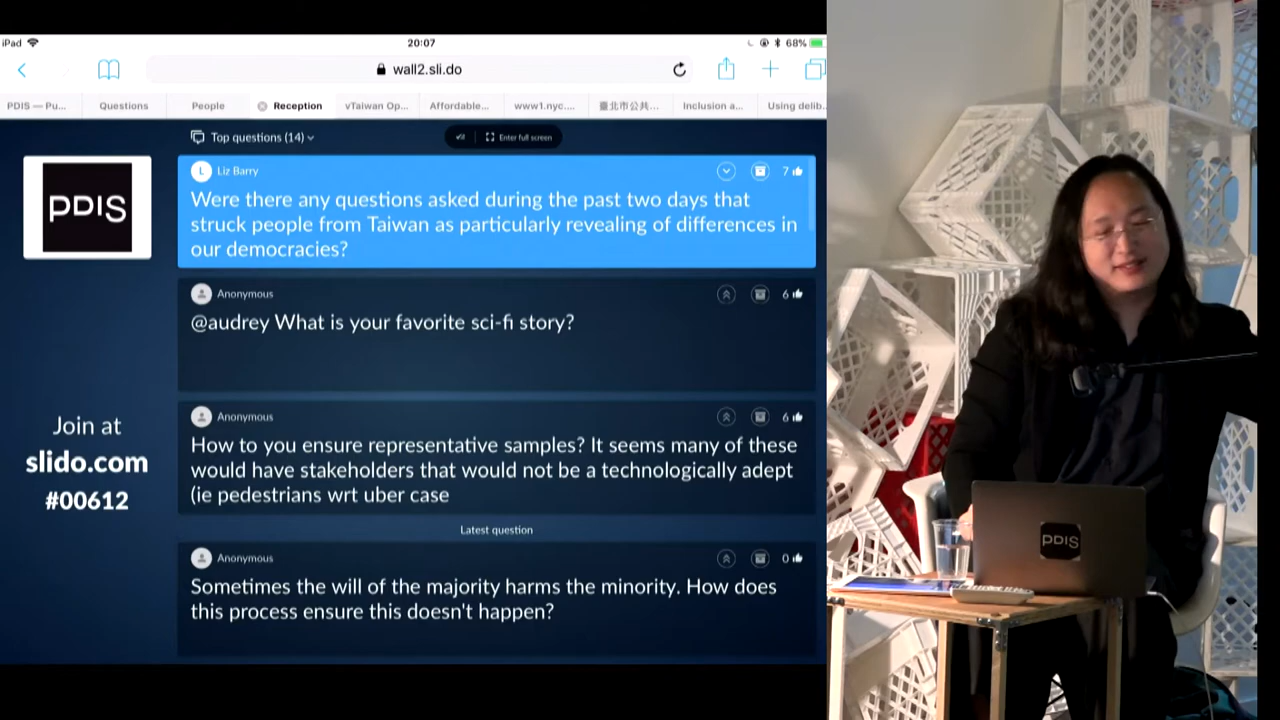 iPad
20:07
68%
wall2.sli.do
PDIS — Pu...
Questions
People
Reception
vTaiwan Op...
Affordable...
www1.nyc....
臺北市公共...
Inclusion a...
Using delib..
Top questions (14)
Enter full screen
PDIS
L
Liz Barry
7
Were there any questions asked during the past two days that
struck people from Taiwan as particularly revealing of differences in
our democracies?
Anonymous
6
@audrey What is your favorite sci-fi story?
Anonymous
6
How to you ensure representative samples? It seems many of these
would have stakeholders that would not be a technologically adept
(ie pedestrians wrt uber case
Join at
slido.com
#00612
Latest question
Anonymous
0
Sometimes the will of the majority harms the minority. How does
this process ensure this doesn't happen?
PDIS